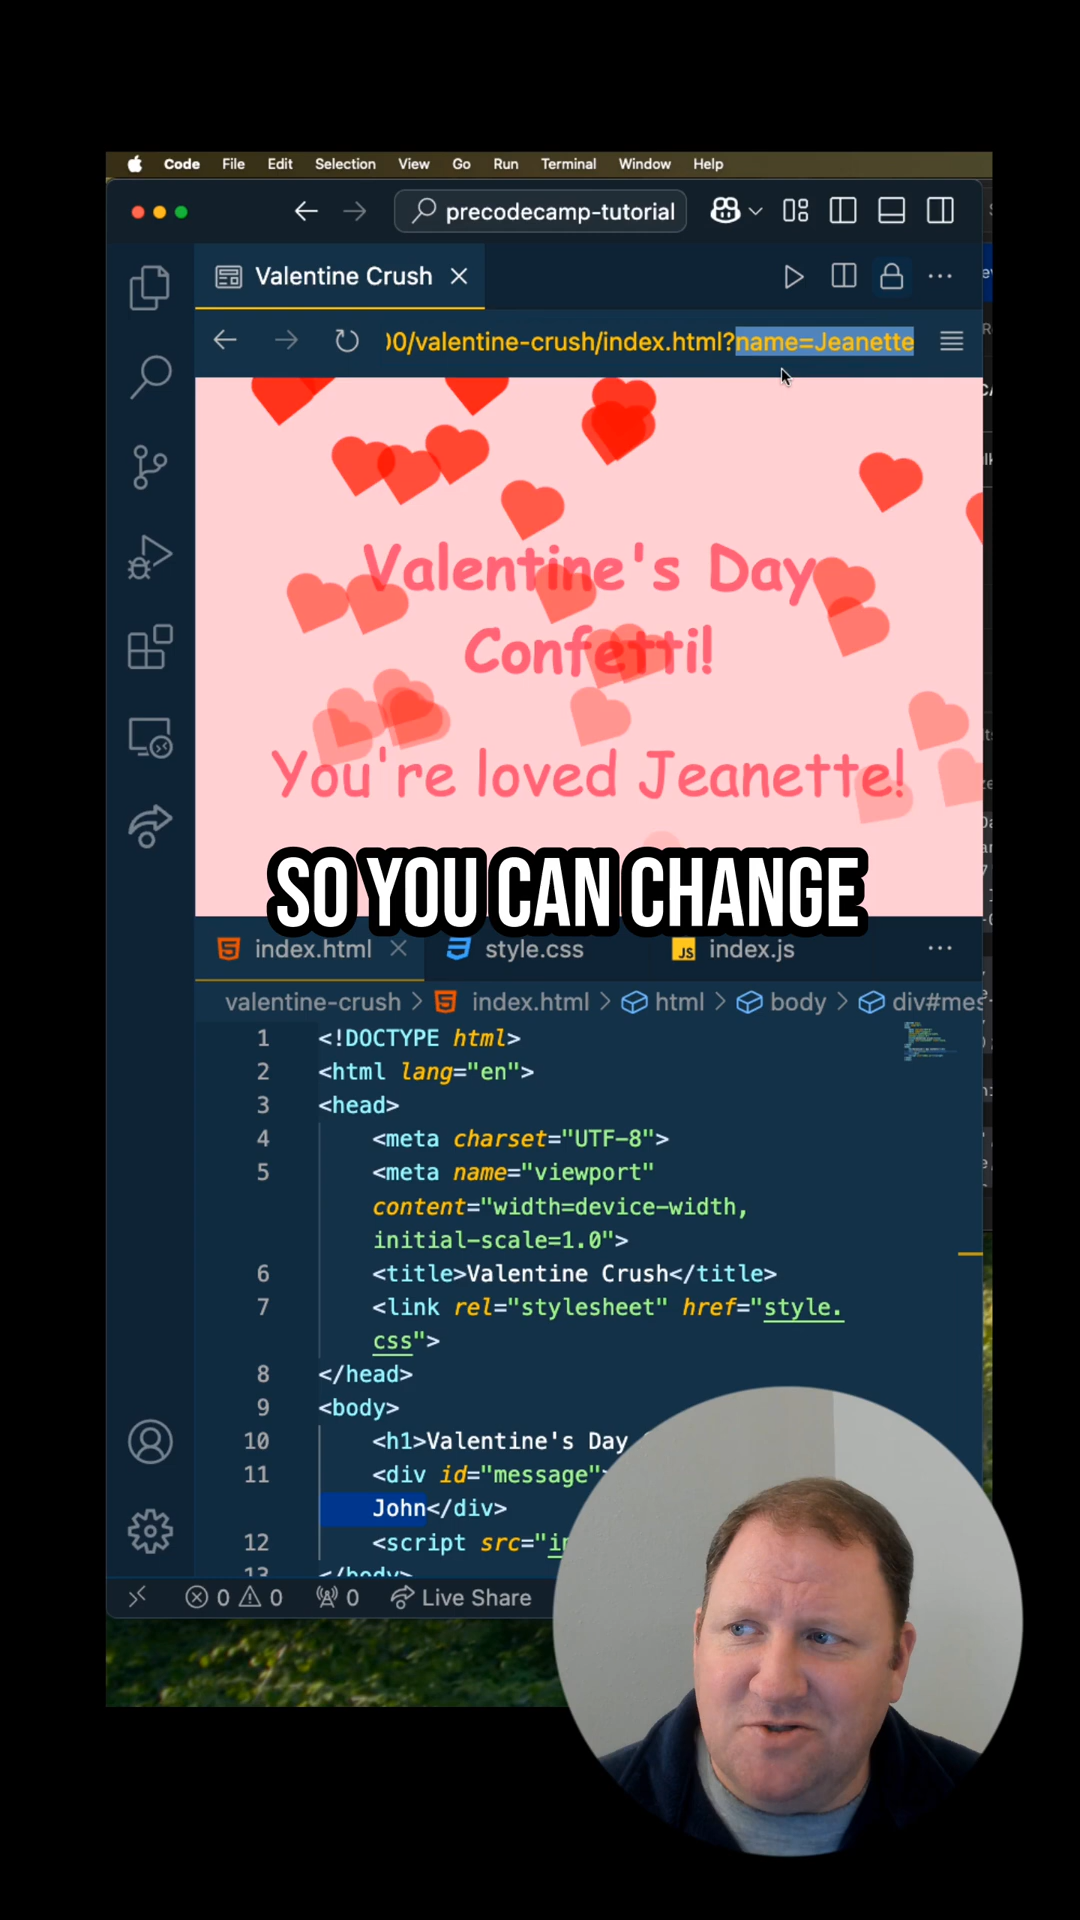 Code File Edit Selection View Go Run Terminal Window Help
precodecamp-tutorial
Valentine Crush
00/valentine-crush/index.html?name=Jeanette
Valentine's Day
Confetti!
You're loved Jeanette!
SO YOU CAN CHANGE
index.html style.css JS index.js
valentine-crush > index.html > html > body > div#mes
1 <!DOCTYPE html>
2 <html lang="en">
3 <head>
4 <meta charset="UTF-8">
5 <meta name="viewport"
content="width=device-width,
initial-scale=1.0">
6 <title>Valentine Crush</title>
7 <link rel="stylesheet" href="style.
css">
8 </head>
9 <body>
10 <h1>Valentine's Day
11 <div id="message">
John</div>
12 <script src="in
13 </body>
0 0 0 Live Share